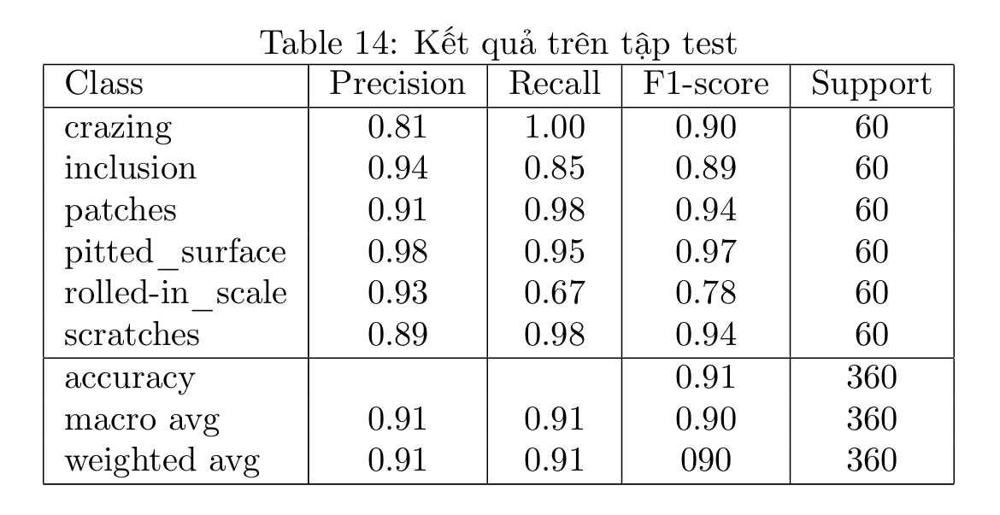 Table 14: Kết quả trên tập test
Class Precision Recall F1-score Support
crazing 0.81 1.00 0.90 60
inclusion 0.94 0.85 0.89 60
patches 0.91 0.98 0.94 60
pitted_surface 0.98 0.95 0.97 60
rolled-in_scale 0.93 0.67 0.78 60
scratches 0.89 0.98 0.94 60
accuracy 0.91 360
macro avg 0.91 0.91 0.90 360
weighted avg 0.91 0.91 090 360